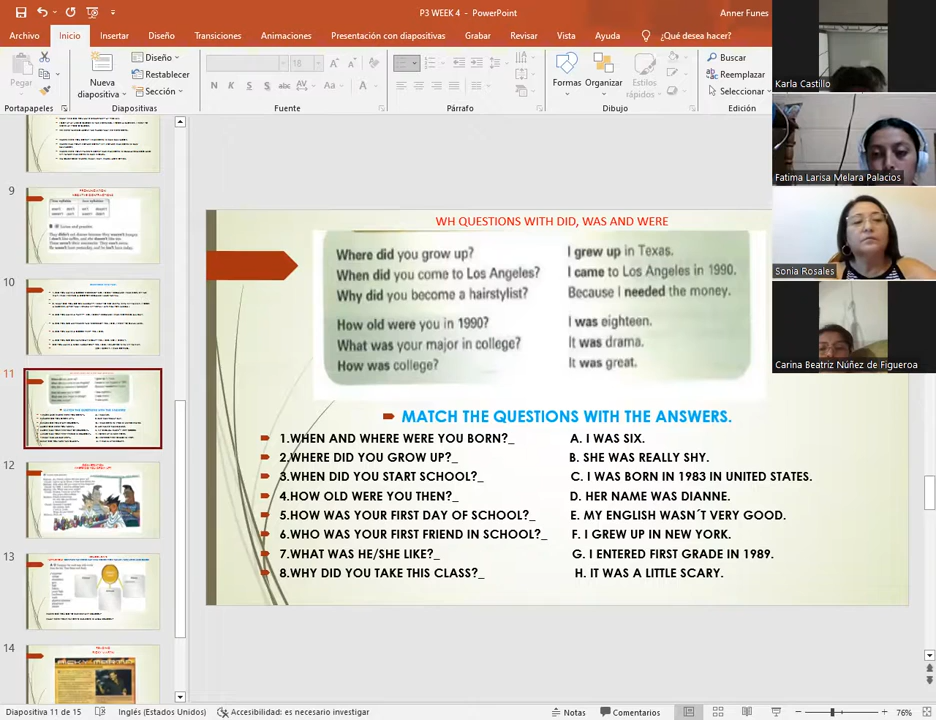 P3 WEEK 4 - PowerPoint
Anner Funes
Archivo Inicio Insertar Diseño Transiciones Animaciones Presentación con diapositivas Grabar Revisar Vista Ayuda ¿Qué desea hacer?
Pegar
Nueva diapositiva
Diseño
Restablecer
Sección
18
N K S S abc AV Aa A
Formas
Organizar
Estilos rápidos
Buscar
Reemplazar
Seleccionar
Portapapeles Diapositivas Fuente Párrafo Dibujo Edición
Karla Castillo
Fatima Larisa Melara Palacios
Sonia Rosales
Carina Beatriz Núñez de Figueroa
9
10
11
12
13
14
WH QUESTIONS WITH DID, WAS AND WERE
Where did you grow up? I grew up in Texas.
When did you come to Los Angeles? I came to Los Angeles in 1990.
Why did you become a hairstylist? Because I needed the money.
How old were you in 1990? I was eighteen.
What was your major in college? It was drama.
How was college? It was great.
MATCH THE QUESTIONS WITH THE ANSWERS.
1.WHEN AND WHERE WERE YOU BORN?_ A. I WAS SIX.
2.WHERE DID YOU GROW UP?_ B. SHE WAS REALLY SHY.
3.WHEN DID YOU START SCHOOL?_ C. I WAS BORN IN 1983 IN UNITED STATES.
4.HOW OLD WERE YOU THEN?_ D. HER NAME WAS DIANNE.
5.HOW WAS YOUR FIRST DAY OF SCHOOL?_ E. MY ENGLISH WASN´T VERY GOOD.
6.WHO WAS YOUR FIRST FRIEND IN SCHOOL?_ F. I GREW UP IN NEW YORK.
7.WHAT WAS HE/SHE LIKE?_ G. I ENTERED FIRST GRADE IN 1989.
8.WHY DID YOU TAKE THIS CLASS?_ H. IT WAS A LITTLE SCARY.
Diapositiva 11 de 15 Inglés (Estados Unidos) Accesibilidad: es necesario investigar Notas Comentarios 76%